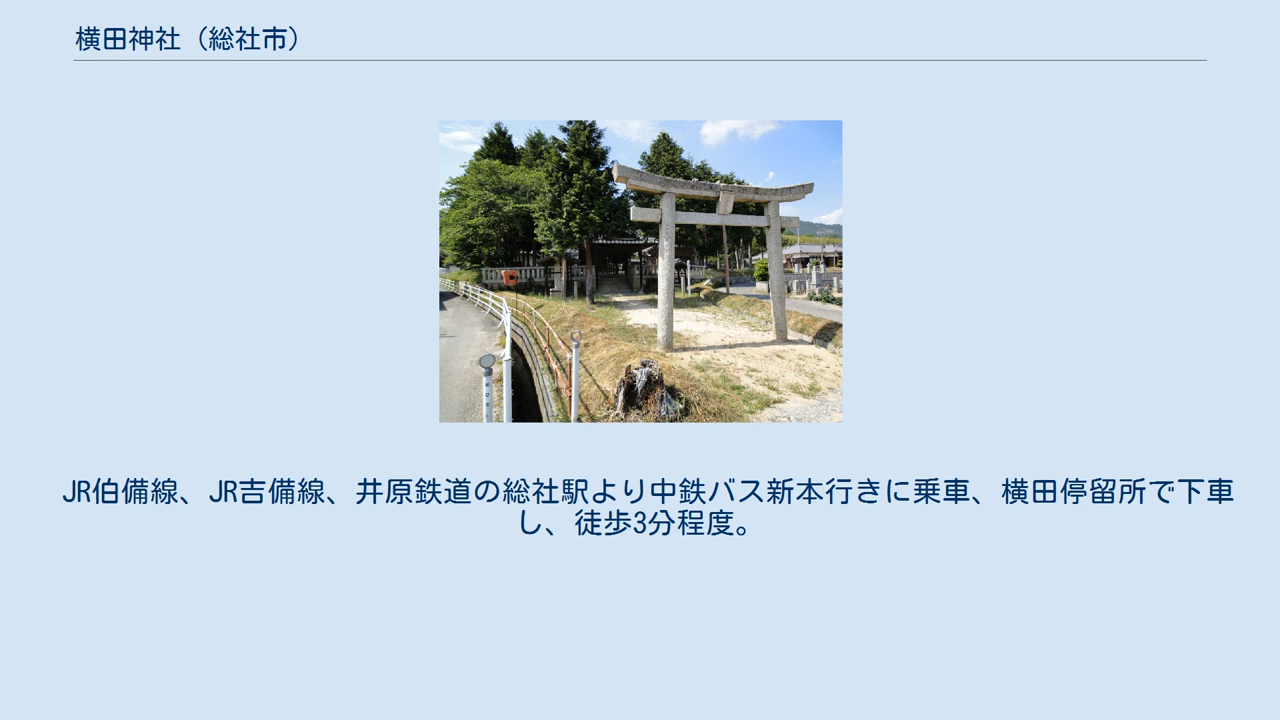 横田神社（総社市）
JR伯備線、JR吉備線、井原鉄道の総社駅より中鉄バス新本行きに乗車、横田停留所で下車
し、徒歩3分程度。